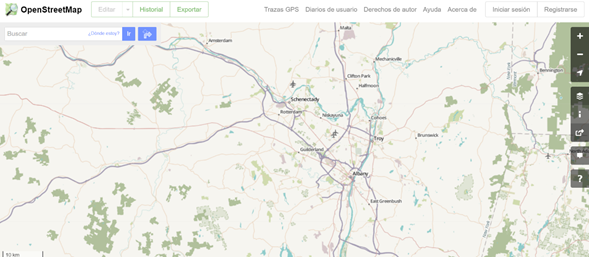 OpenStreetMap Editar Historial Exportar Trazas GPS Diarios de usuario Derechos de autor Ayuda Acerca de Iniciar sesión Registrarse
Buscar ¿Dónde estoy? Ir
Amsterdam
Malta
Mechanicville
Clifton Park
Halfmoon
Bennington
Schenectady
Rotterdam
Niskayuna
Cohoes
Troy
Brunswick
Guilderland
Albany
East Greenbush